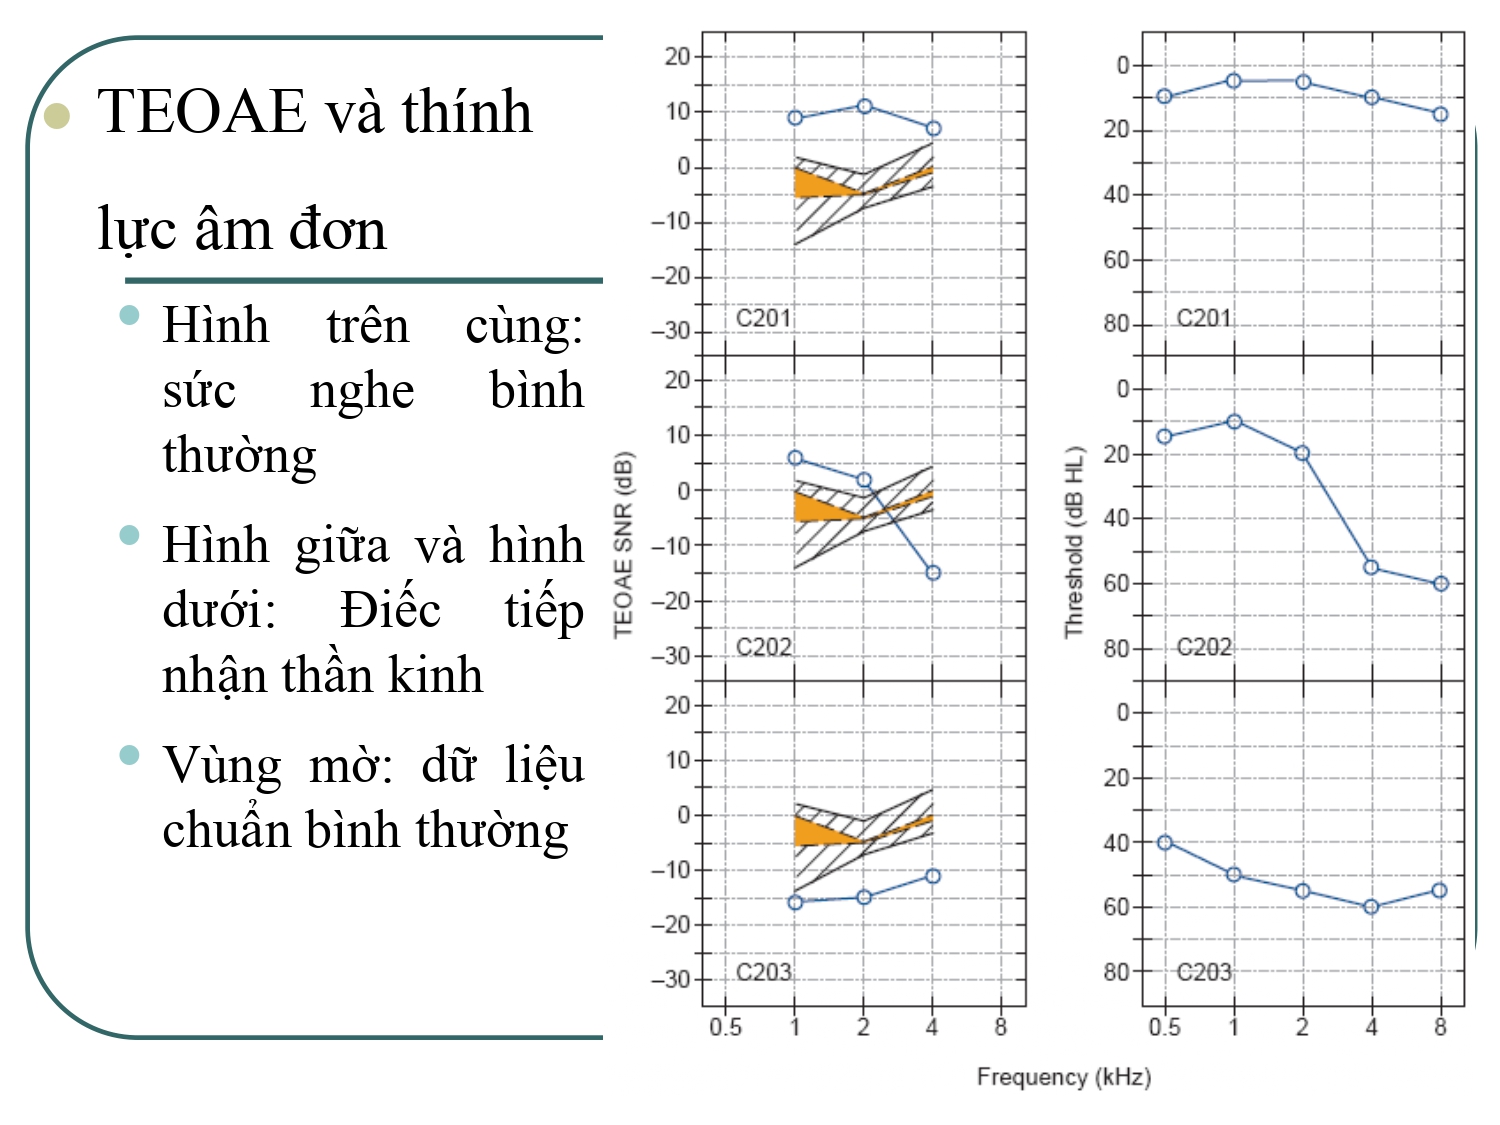 TEOAE và thính
lực âm đơn
Hình trên cùng:
sức nghe bình
thường
Hình giữa và hình
dưới: Điếc tiếp
nhận thần kinh
Vùng mờ: dữ liệu
chuẩn bình thường
TEOAE SNR (dB)
20
10
0
–10
–20
–30
C201
20
10
0
–10
–20
–30
C202
20
10
0
–10
–20
–30
C203
0.5 1 2 4 8
Threshold (dB HL)
0
20
40
60
80
C201
0
20
40
60
80
C202
0
20
40
60
80
C203
0.5 1 2 4 8
Frequency (kHz)